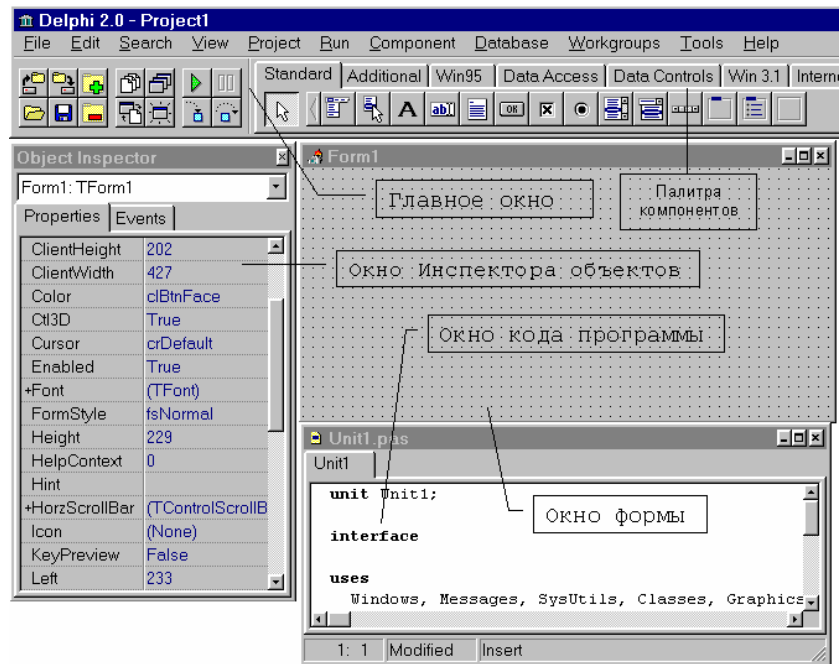 Delphi 2.0 - Project1
File Edit Search View Project Run Component Database Workgroups Tools Help
Standard Additional Win95 Data Access Data Controls Win 3.1 Interne
A ab OK
Object Inspector
Form1: TForm1
Properties Events
ClientHeight 202
ClientWidth 427
Color clBtnFace
Ctl3D True
Cursor crDefault
Enabled True
+Font (TFont)
FormStyle fsNormal
Height 229
HelpContext 0
Hint
+HorzScrollBar (TControlScrollB
Icon (None)
KeyPreview False
Left 233
Form1
Главное окно
Палитра
компонентов
Окно Инспектора объектов
Окно кода программы
Unit1.pas
Unit1
unit Unit1;
Окно формы
interface
uses
Windows, Messages, SysUtils, Classes, Graphics
1: 1 Modified Insert